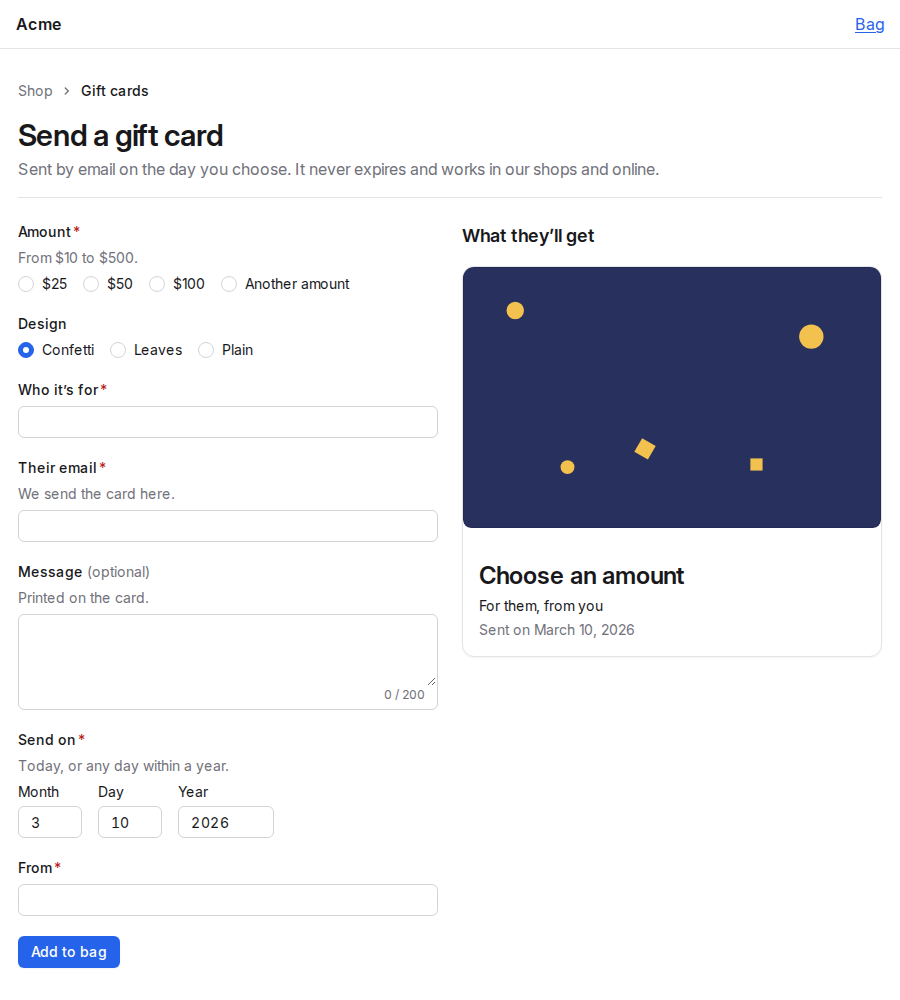 Acme
Bag
Shop > Gift cards
Send a gift card
Sent by email on the day you choose. It never expires and works in our shops and online.
Amount*
From $10 to $500.
$25 $50 $100 Another amount
Design
Confetti Leaves Plain
Who it’s for*
Their email*
We send the card here.
Message (optional)
Printed on the card.
0 / 200
Send on*
Today, or any day within a year.
Month Day Year
3 10 2026
From*
Add to bag
What they’ll get
Choose an amount
For them, from you
Sent on March 10, 2026